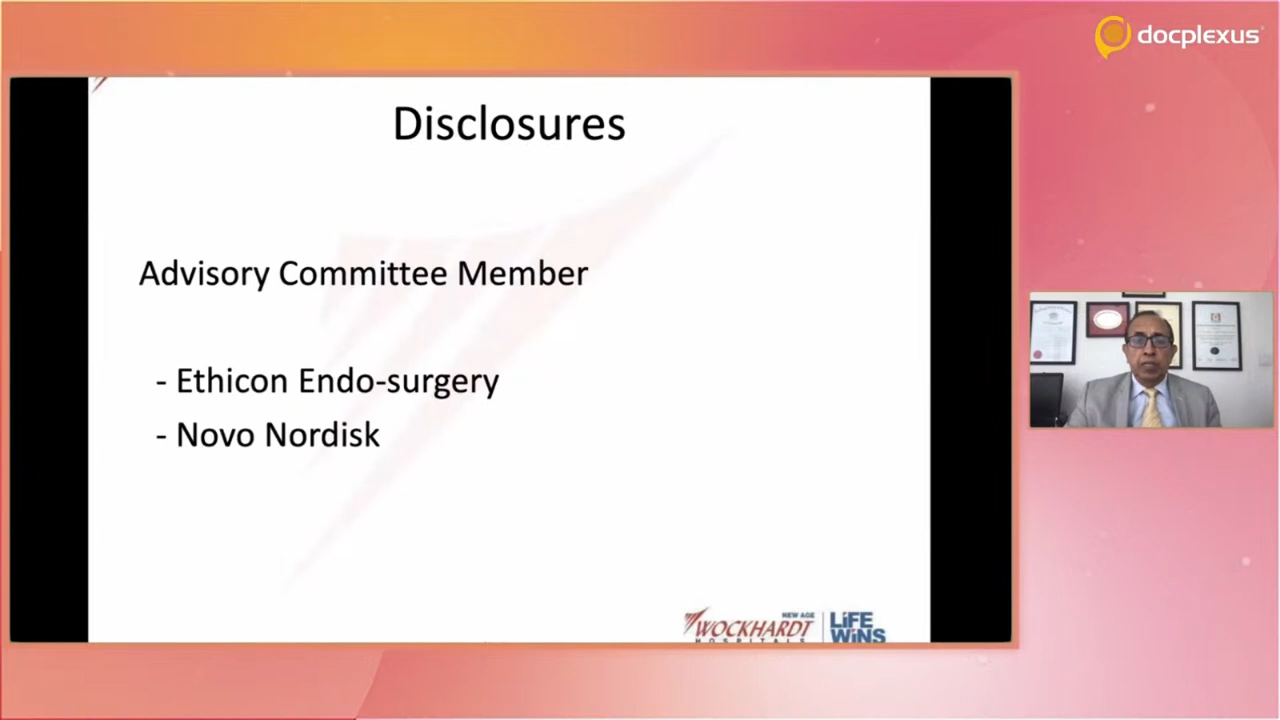 docplexus
Disclosures
Advisory Committee Member
- Ethicon Endo-surgery
- Novo Nordisk
NEW AGE
WOCKHARDT
HOSPITALS
LiFE
WiNS